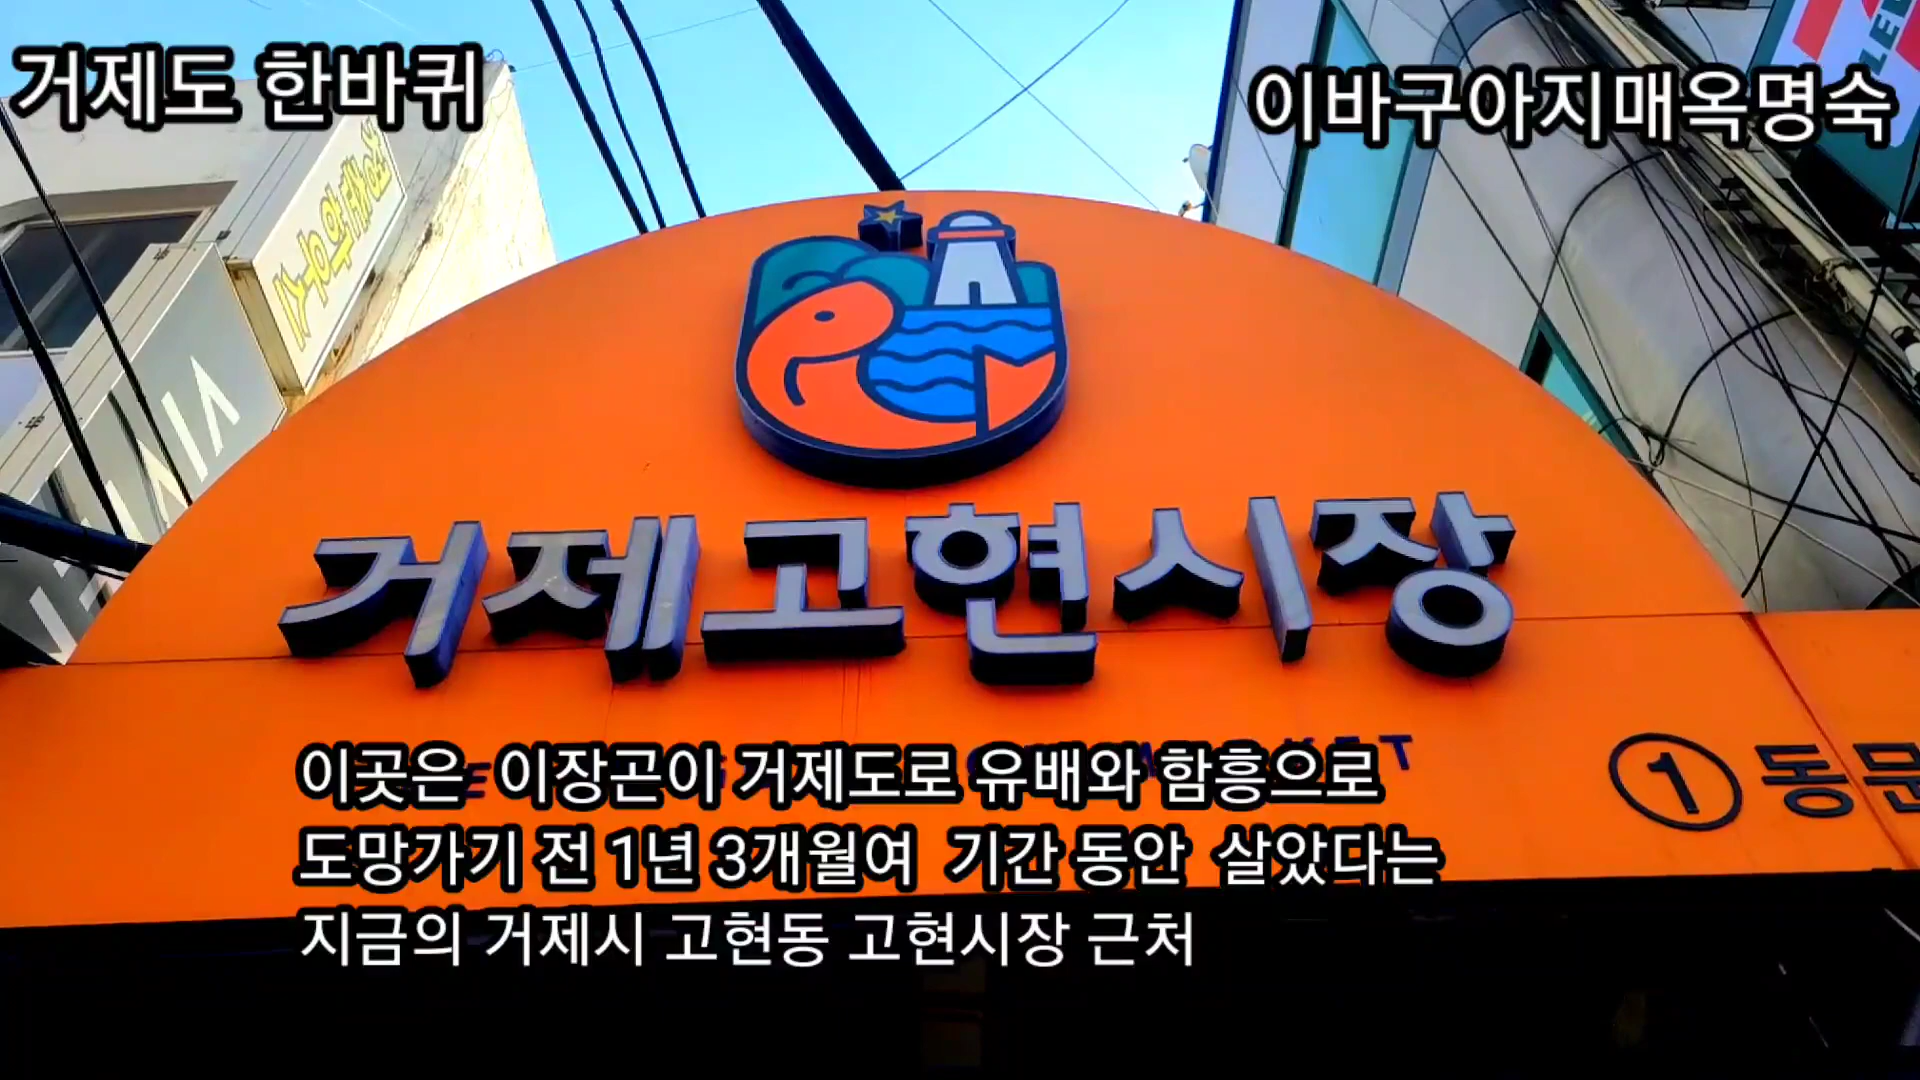 거제도 한바퀴
이바구아지매옥명숙
거제고현시장
이곳은 이장곤이 거제도로 유배와 함흥으로
도망가기 전 1년 3개월여 기간 동안 살았다는
지금의 거제시 고현동 고현시장 근처
1 동문